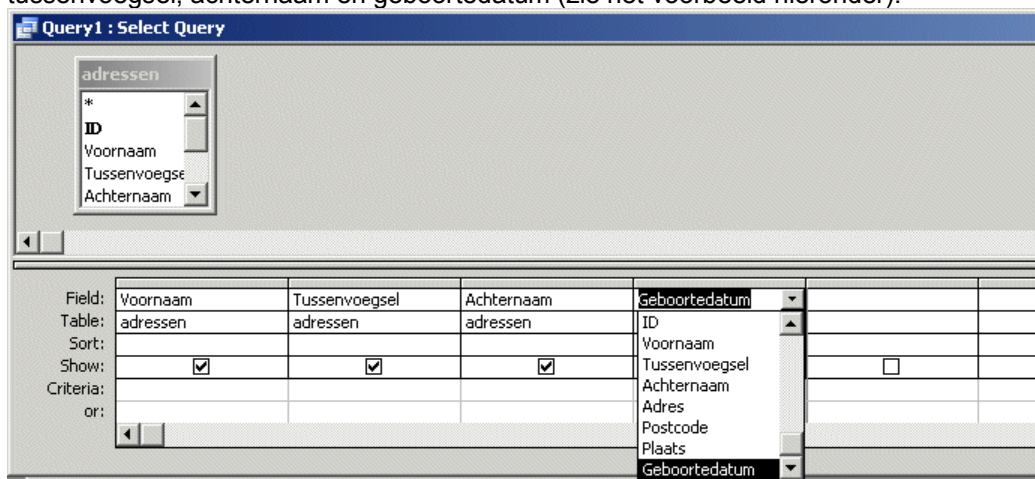 tussenvoegsel, achternaam en geboortedatum (zie het voorbeeld hieronder).
Query1 : Select Query
adressen
*
ID
Voornaam
Tussenvoegse
Achternaam
Field: Voornaam Tussenvoegsel Achternaam Geboortedatum
Table: adressen adressen adressen
Sort:
Show:
Criteria:
or:
ID
Voornaam
Tussenvoegsel
Achternaam
Adres
Postcode
Plaats
Geboortedatum